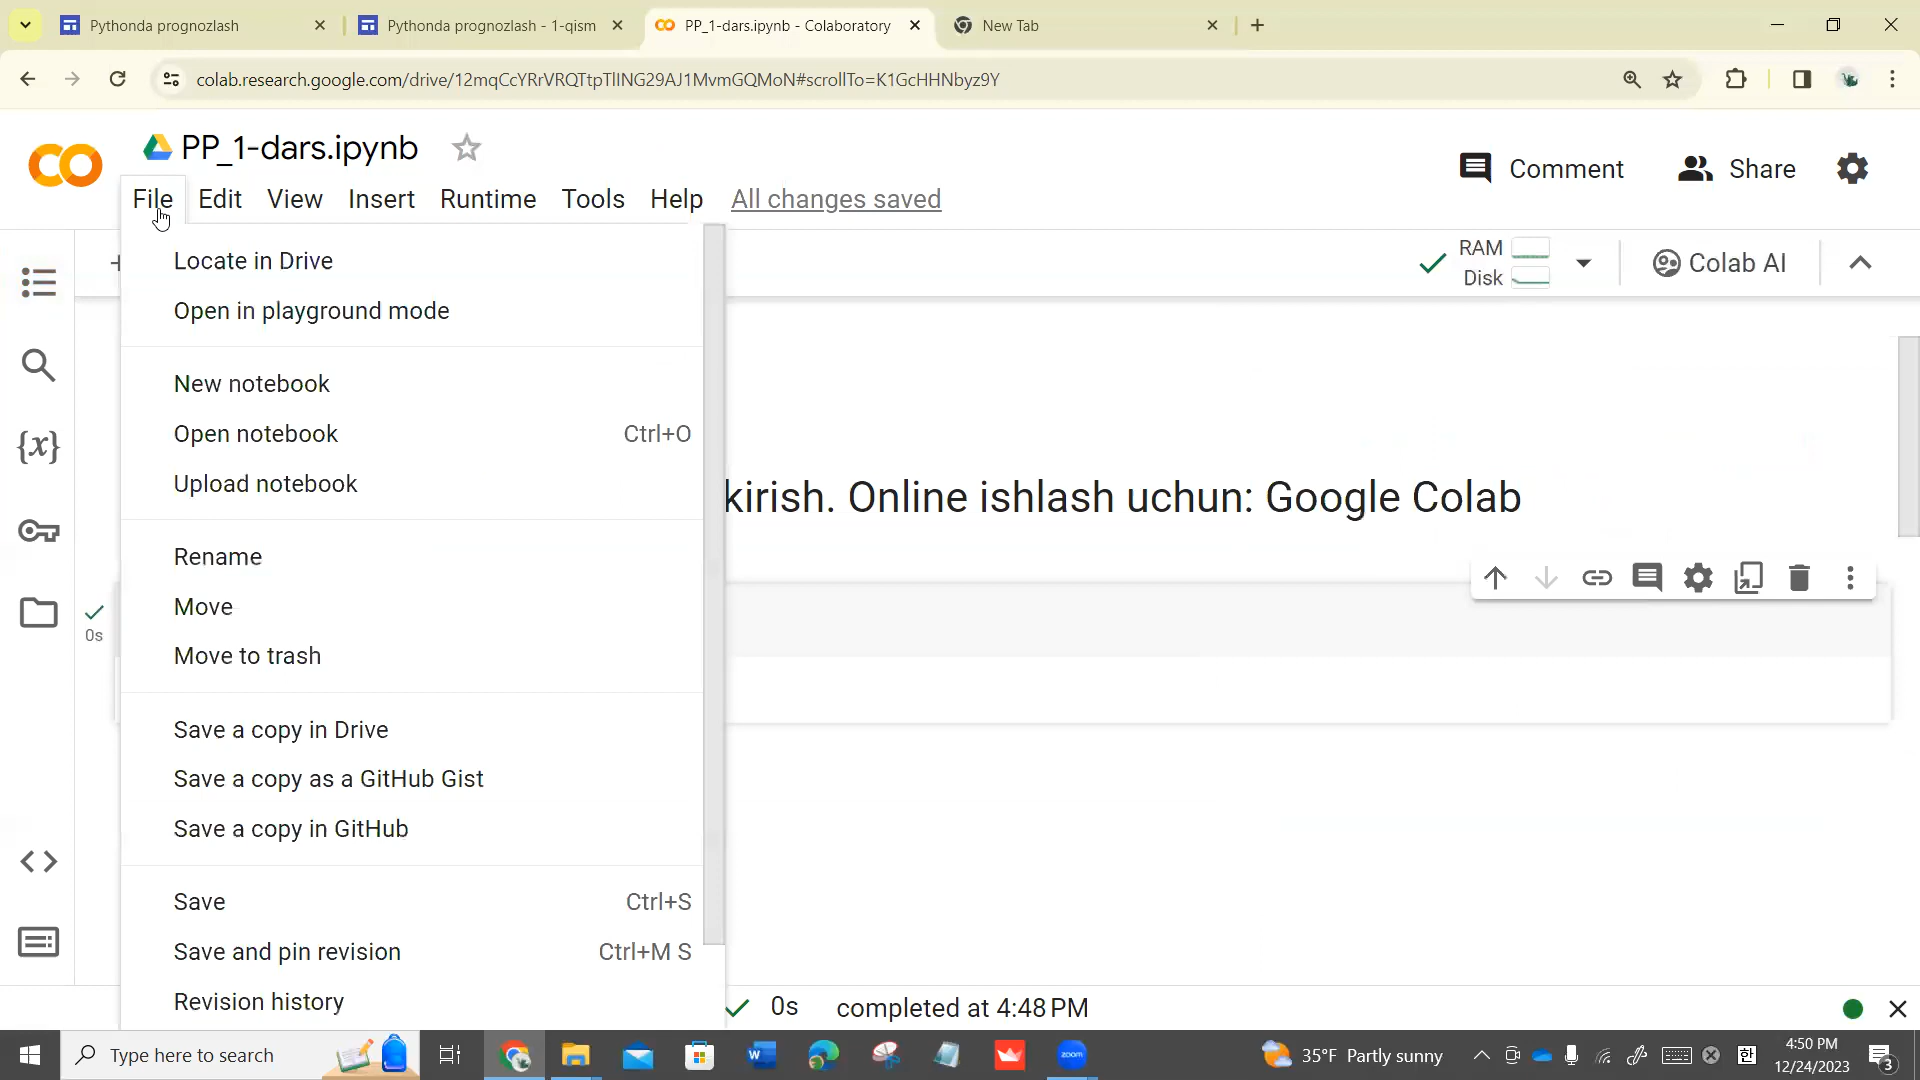 Pythonda prognozlash
Pythonda prognozlash - 1-qism
PP_1-dars.ipynb - Colaboratory
New Tab
colab.research.google.com/drive/12mqCcYRrVRQTtpTlING29AJ1MvmGQMoN#scrollTo=K1GcHHNbyz9Y
PP_1-dars.ipynb
Comment
Share
File Edit View Insert Runtime Tools Help All changes saved
RAM
Disk
Colab AI
Locate in Drive
Open in playground mode
New notebook
Open notebook Ctrl+O
Upload notebook
kirish. Online ishlash uchun: Google Colab
Rename
Move
Move to trash
{x}
0s
Save a copy in Drive
Save a copy as a GitHub Gist
Save a copy in GitHub
Save Ctrl+S
Save and pin revision Ctrl+M S
Revision history
0s completed at 4:48 PM
Type here to search
zoom
35°F Partly sunny
한
4:50 PM
12/24/2023
3